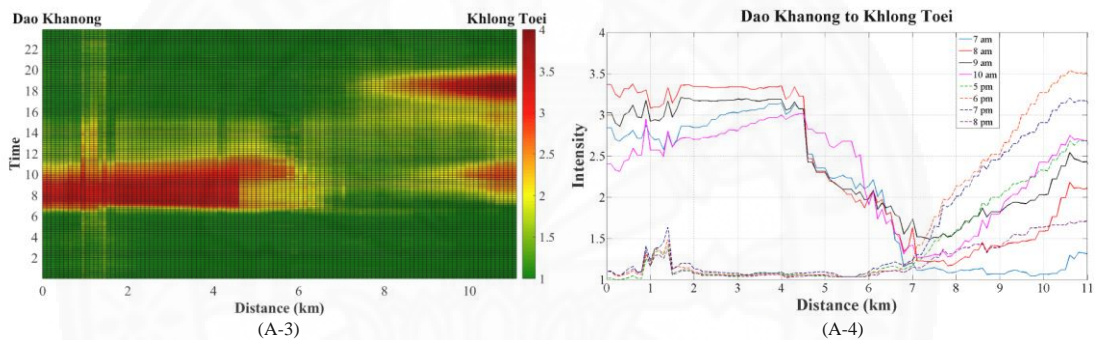 Dao Khanong
Khlong Toei
Time
24
22
20
18
16
14
12
10
8
6
4
2
0
2
4
6
8
10
Distance (km)
4
3.5
3
2.5
2
1.5
1
(A-3)
Dao Khanong to Khlong Toei
Intensity
4
3.5
3
2.5
2
1.5
1
0
1
2
3
4
5
6
7
8
9
10
11
Distance (km)
7 am
8 am
9 am
10 am
5 pm
6 pm
7 pm
8 pm
(A-4)